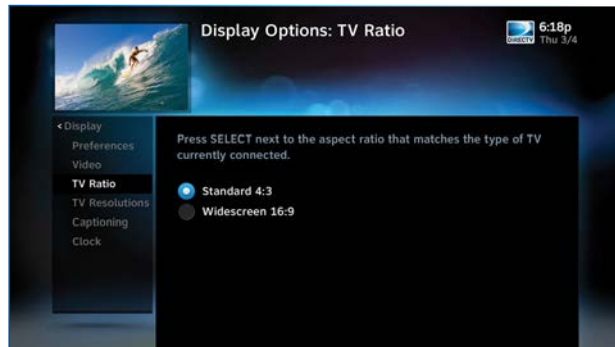 Display Options: TV Ratio
DIRECTV
6:18p
Thu 3/4
Display
Preferences
Video
TV Ratio
TV Resolutions
Captioning
Clock
Press SELECT next to the aspect ratio that matches the type of TV
currently connected.
Standard 4:3
Widescreen 16:9